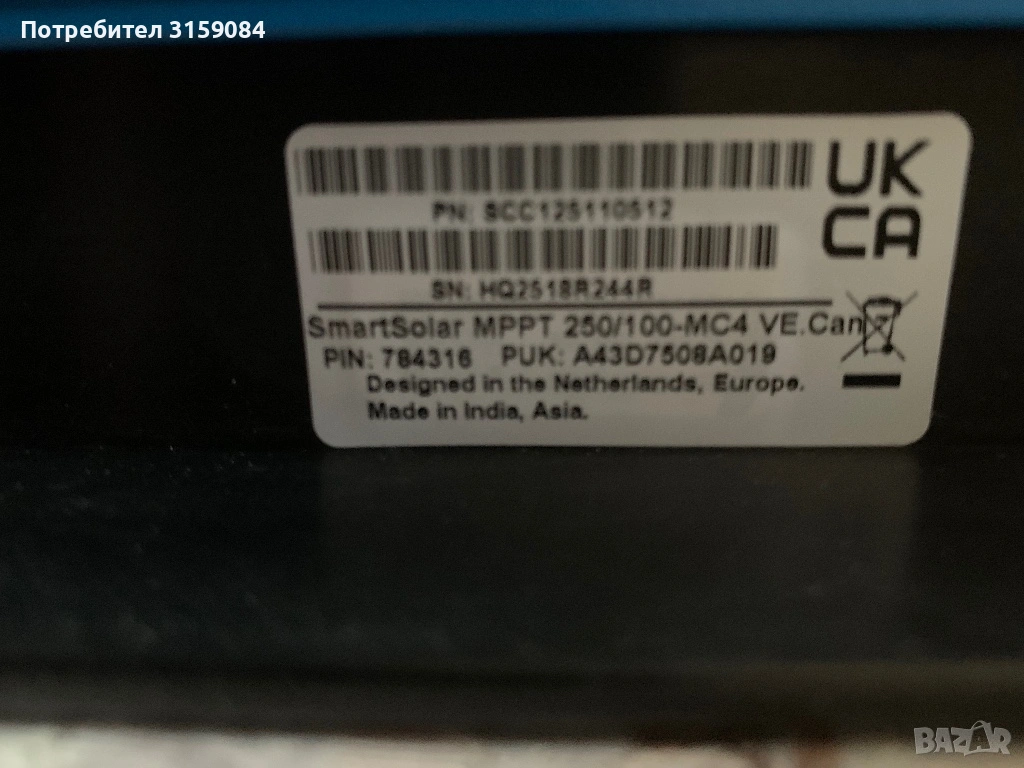 Потребител 3159084
UK
CA
PN: SCC125110512
SN: HQ2518R244R
SmartSolar MPPT 250/100-MC4 VE.Can
PIN: 784316 PUK: A43D7508A019
Designed in the Netherlands, Europe.
Made in India, Asia.
BAZAR